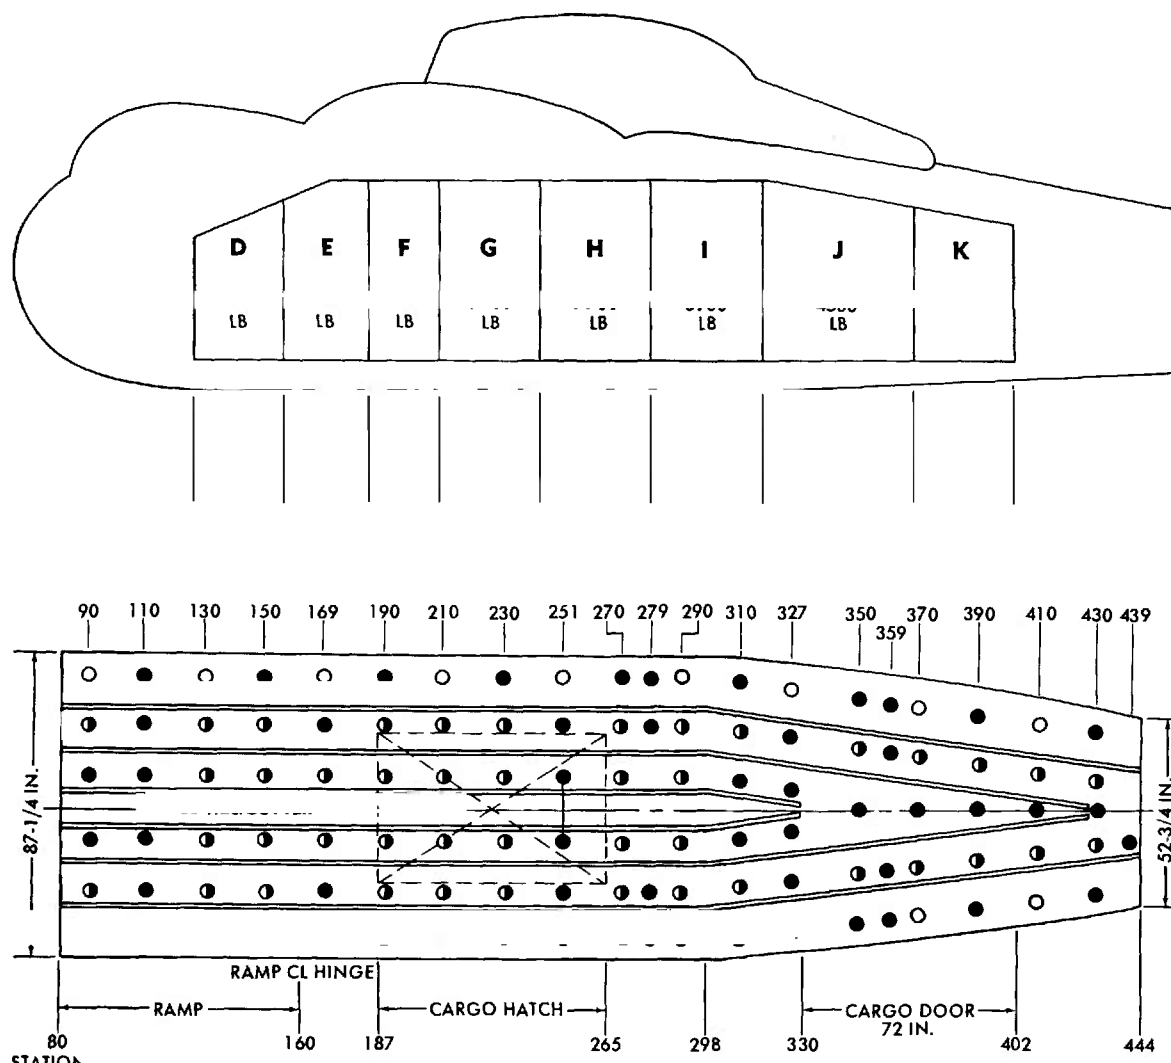 D E F G H I J K
LB LB LB LB LB LB LB
90 110 130 150 169 190 210 230 251 270 279 290 310 327 350 359 370 390 410 430 439
87-1/4 IN.
52-3/4 IN.
RAMP CL HINGE
RAMP CARGO HATCH CARGO DOOR
72 IN.
80 160 187 265 298 330 402 444
STATION